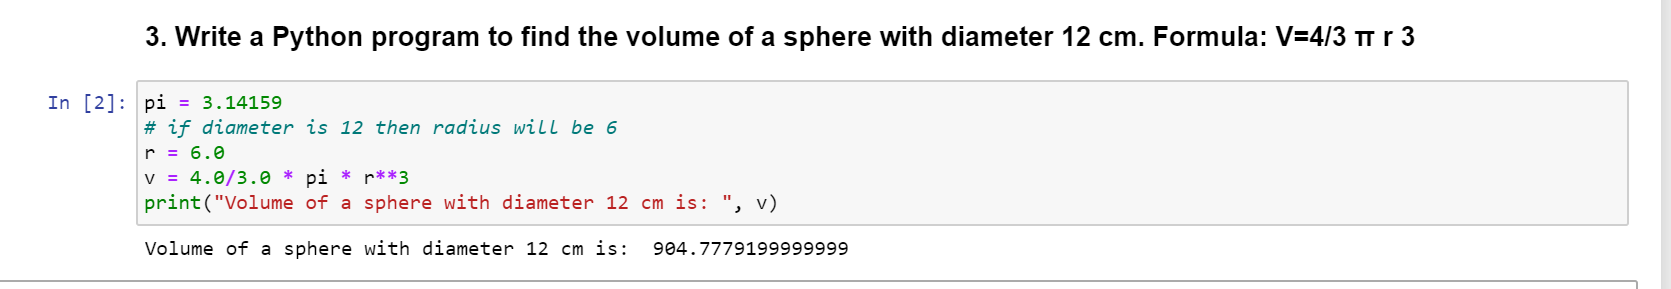 3. Write a Python program to find the volume of a sphere with diameter 12 cm. Formula: V=4/3 π r 3
In [2]: pi = 3.14159
# if diameter is 12 then radius will be 6
r = 6.0
v = 4.0/3.0 * pi * r**3
print("Volume of a sphere with diameter 12 cm is: ", v)
Volume of a sphere with diameter 12 cm is:  904.7779199999999